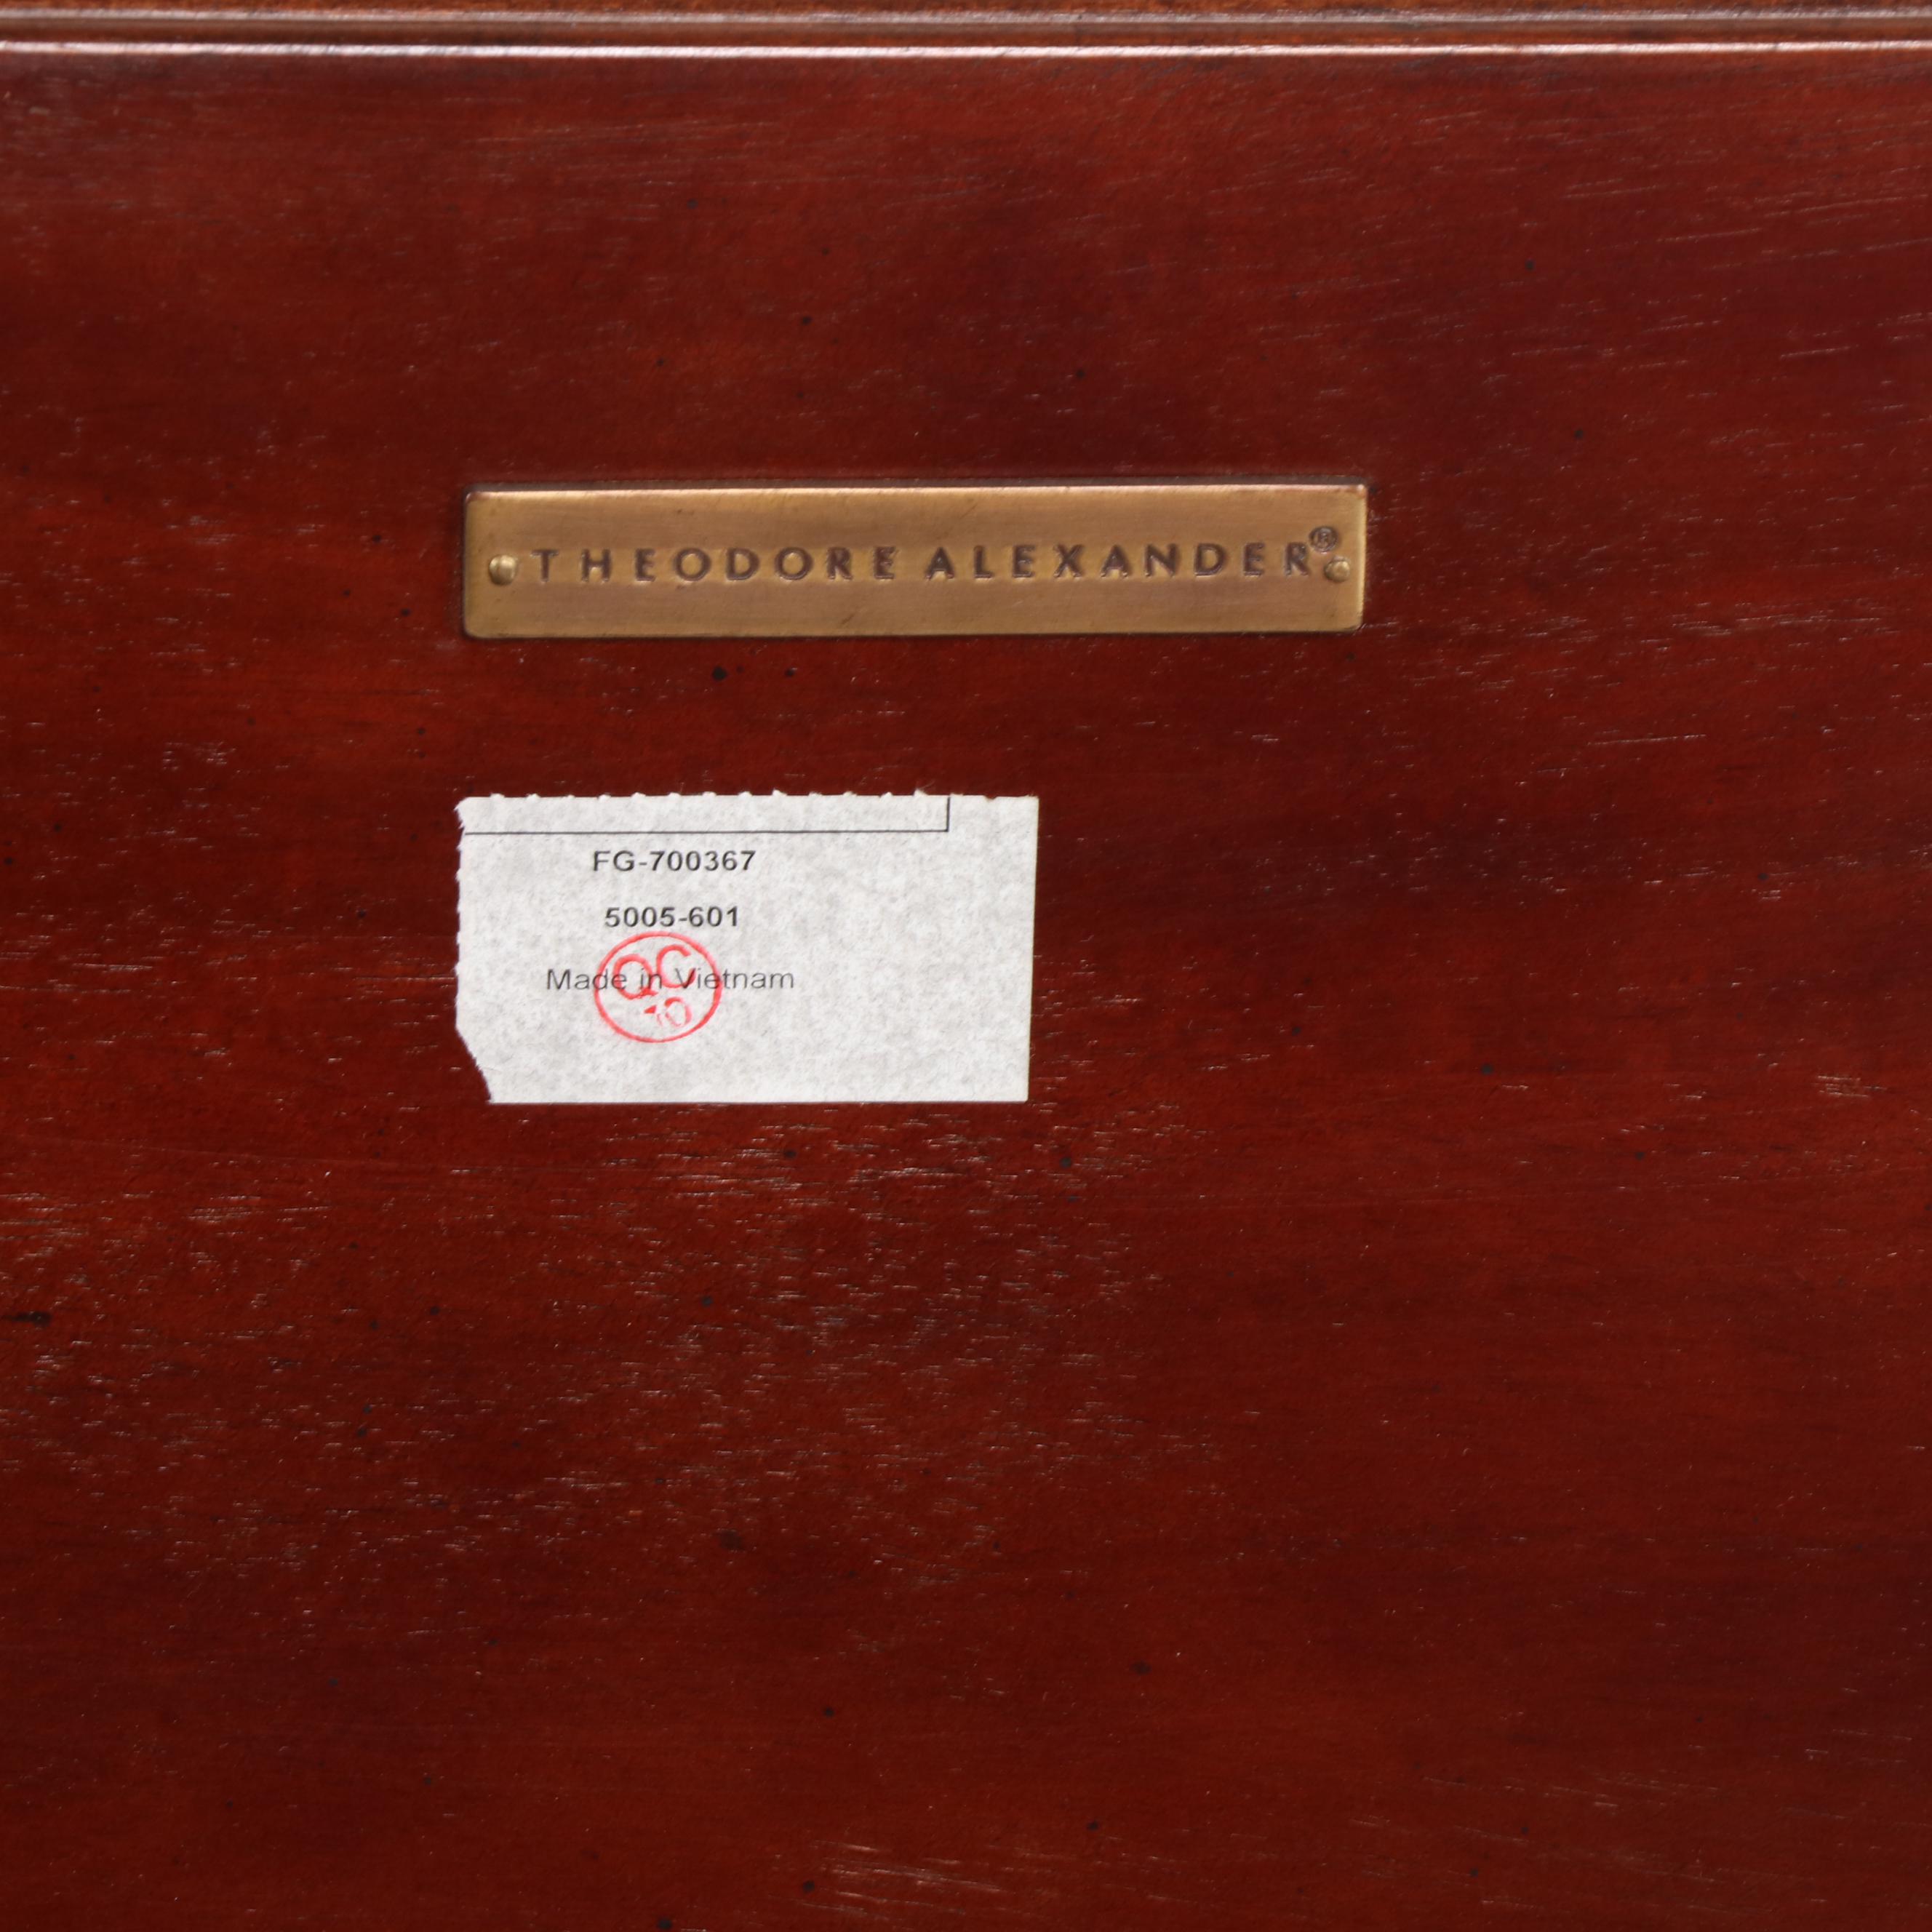 THEODORE ALEXANDER®
FG-700367
5005-601
Made in Vietnam
QC
10